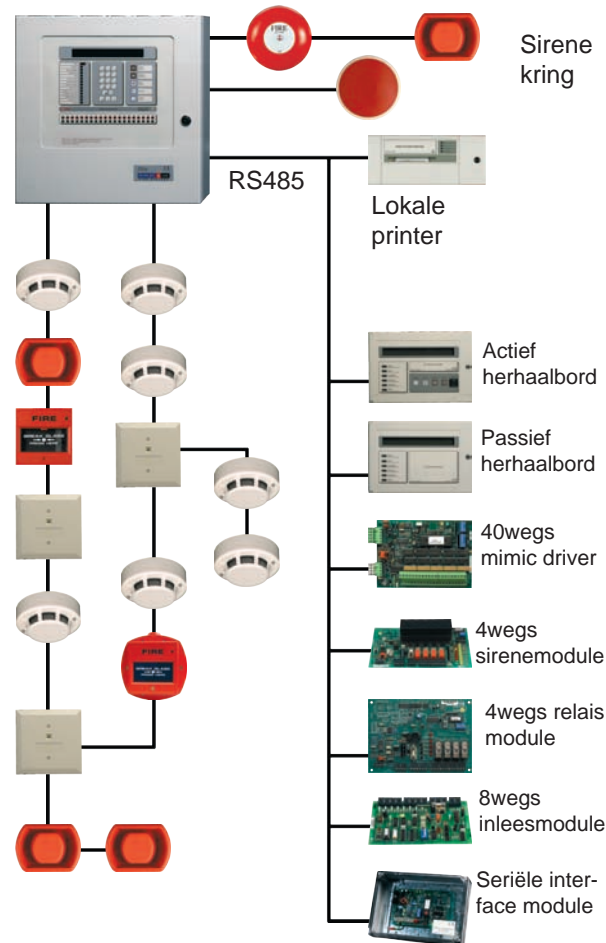 FIRE
Sirene
kring
RS485
Lokale
printer
FIRE
Actief
herhaalbord
Passief
herhaalbord
40wegs
mimic driver
4wegs
sirenemodule
FIRE
4wegs relais
module
8wegs
inleesmodule
Seriële inter-
face module